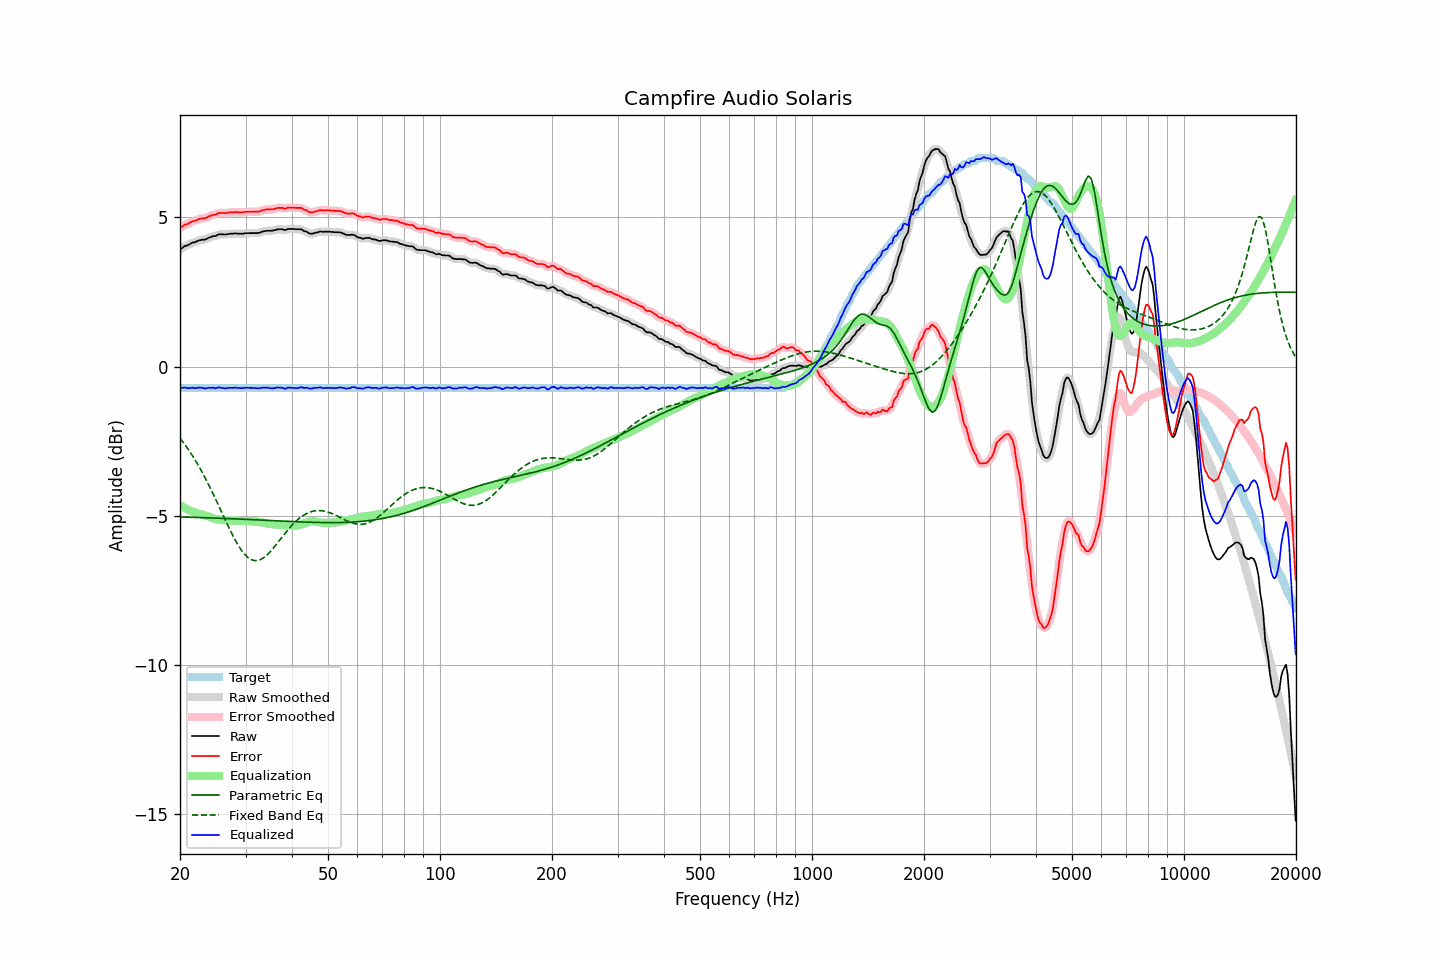 Campfire Audio Solaris
Amplitude (dBr)
5
0
−5
−10
−15
Target
Raw Smoothed
Error Smoothed
Raw
Error
Equalization
Parametric Eq
Fixed Band Eq
Equalized
20 50 100 200 500 1000 2000 5000 10000 20000
Frequency (Hz)